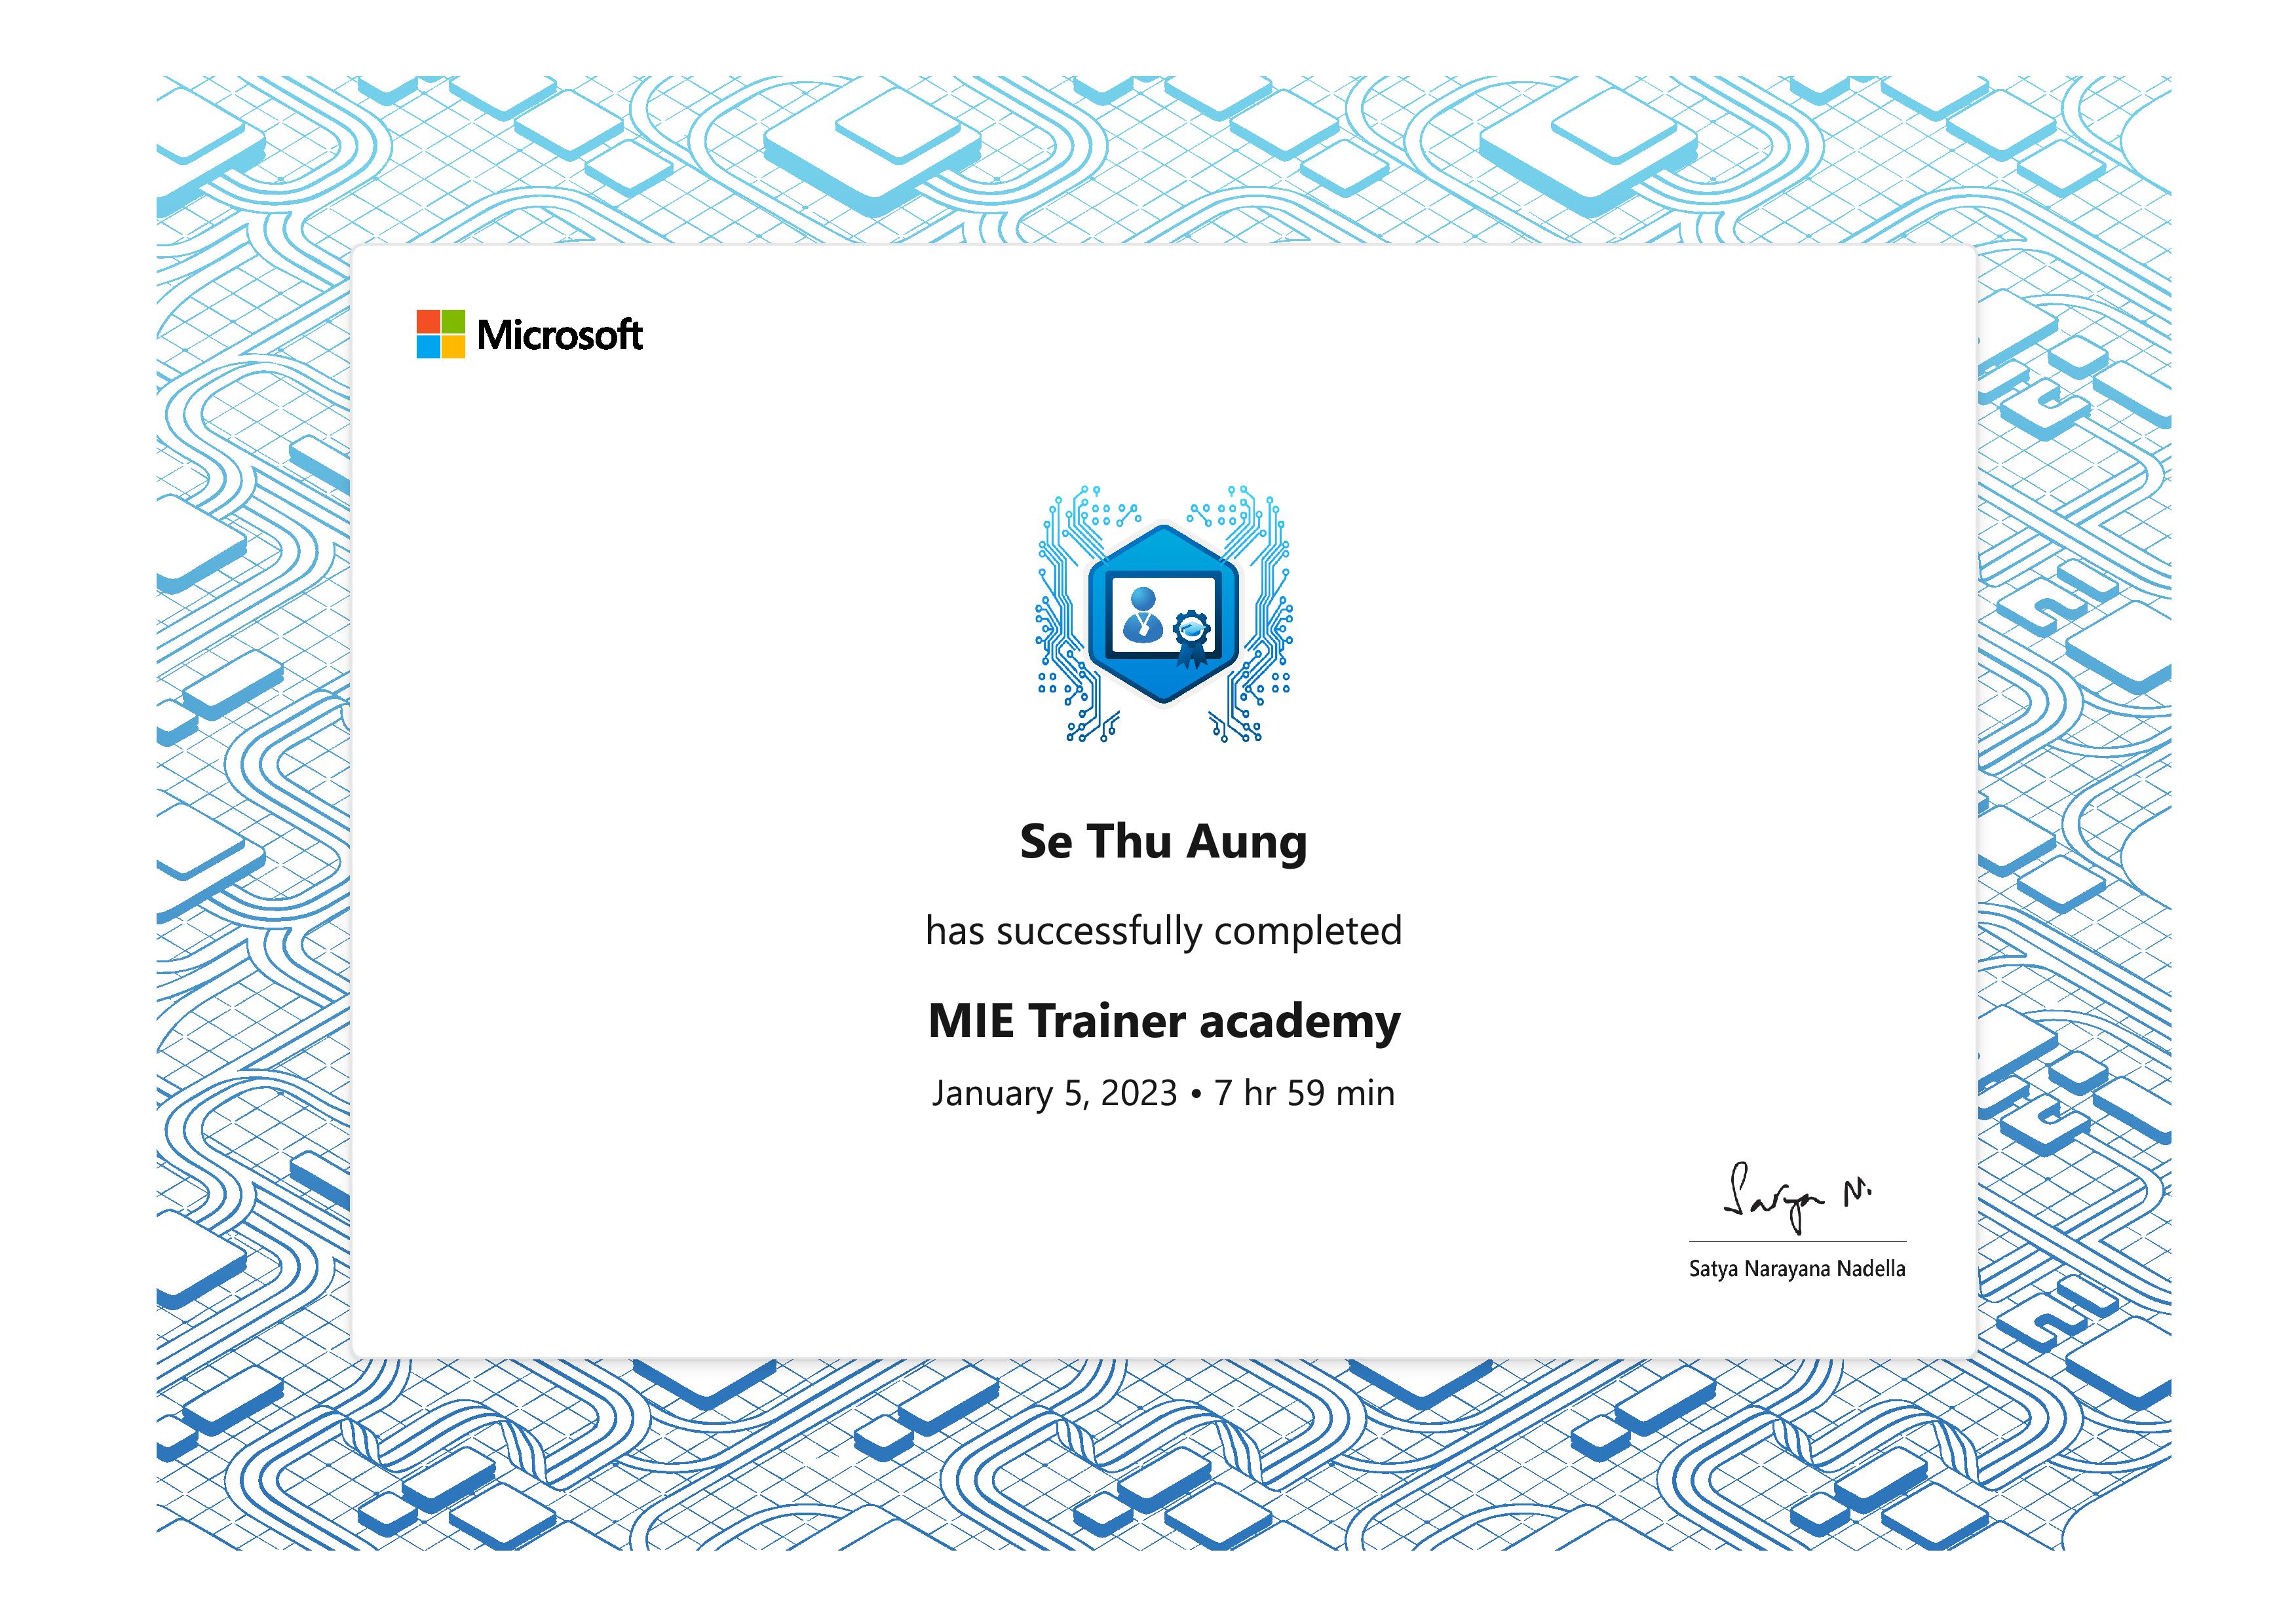 Microsoft
Se Thu Aung
has successfully completed
MIE Trainer academy
January 5, 2023 • 7 hr 59 min
Satya N.
Satya Narayana Nadella